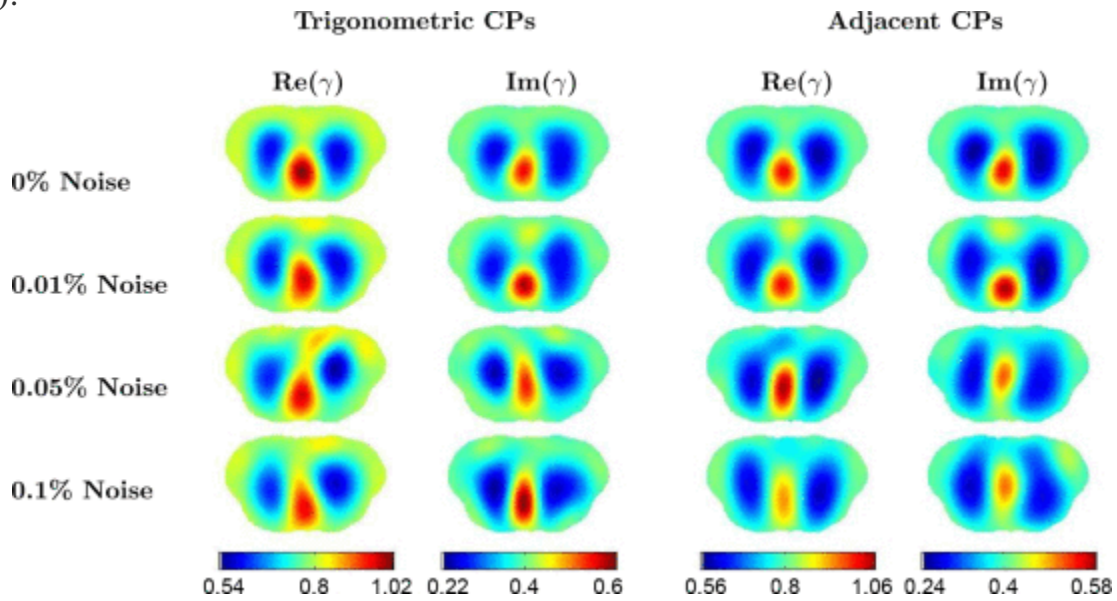 ).
Trigonometric CPs Adjacent CPs
Re(γ) Im(γ) Re(γ) Im(γ)
0% Noise
0.01% Noise
0.05% Noise
0.1% Noise
0.54 0.8 1.02 0.22 0.4 0.6 0.56 0.8 1.06 0.24 0.4 0.58